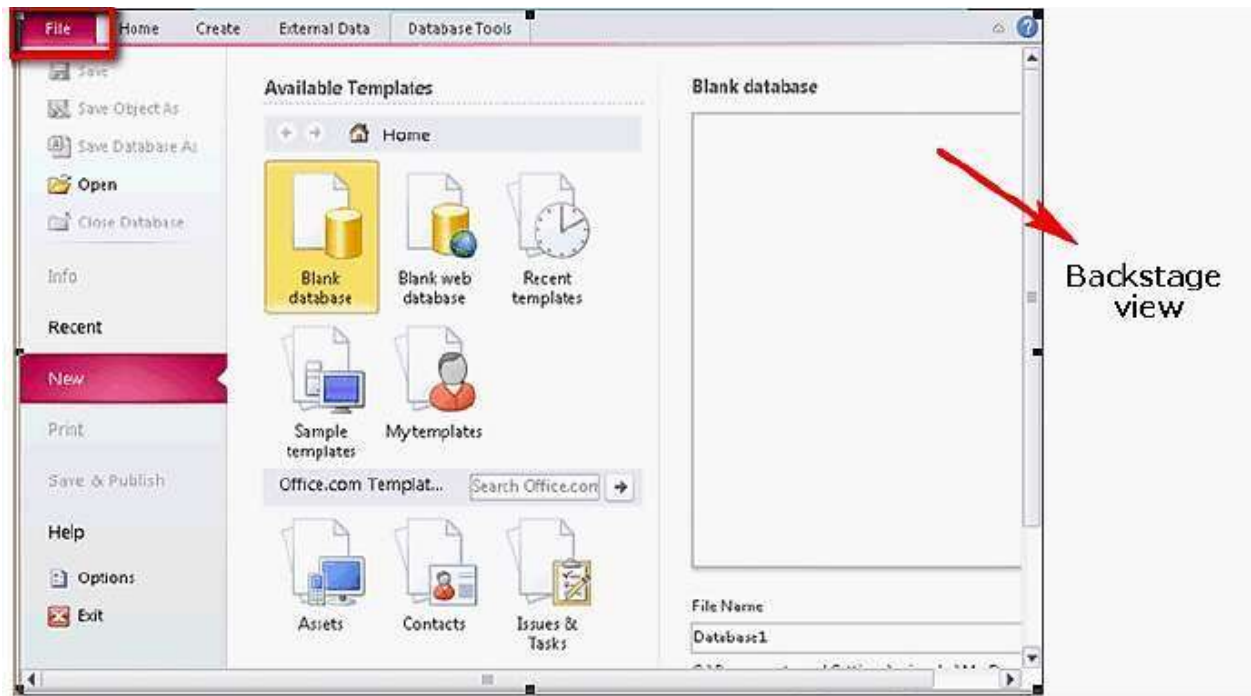 File Home Create External Data Database Tools
Save
Save Object As
Save Database As
Open
Close Database
Info
Recent
New
Print
Save & Publish
Help
Options
Exit
Available Templates
Home
Blank
database
Blank web
database
Recent
templates
Sample
templates
My templates
Office.com Templat... Search Office.com
Assets
Contacts
Issues &
Tasks
Blank database
File Name
Database1
Backstage
view